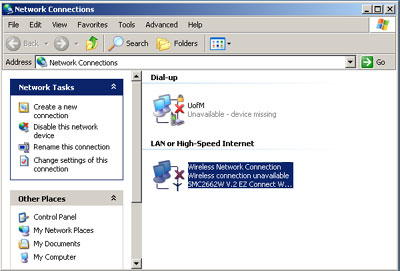 Network Connections
File Edit View Favorites Tools Advanced Help
Back Search Folders
Address Network Connections Go
Network Tasks
Create a new
connection
Disable this network
device
Rename this connection
Change settings of this
connection
Other Places
Control Panel
My Network Places
My Documents
My Computer
Dial-up
UofM
Unavailable - device missing
LAN or High-Speed Internet
Wireless Network Connection
Wireless connection unavailable
SMC2662W V.2 EZ Connect W...